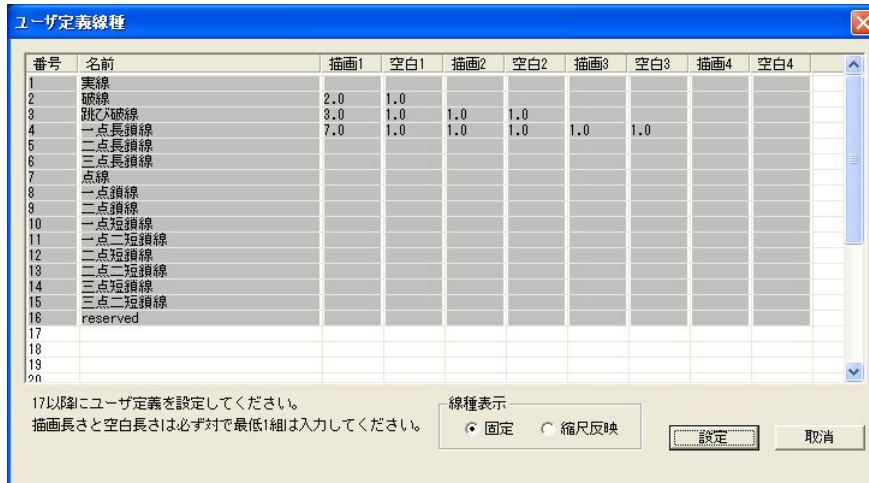 ユーザ定義線種
番号 名前 描画1 空白1 描画2 空白2 描画3 空白3 描画4 空白4
1 実線
2 破線 2.0 1.0
3 跳び破線 3.0 1.0 1.0 1.0
4 一点長鎖線 7.0 1.0 1.0 1.0 1.0 1.0
5 二点長鎖線
6 三点長鎖線
7 点線
8 一点鎖線
9 二点鎖線
10 一点短鎖線
11 一点二短鎖線
12 二点短鎖線
13 二点二短鎖線
14 三点短鎖線
15 三点二短鎖線
16 reserved
17
18
19
20
17以降にユーザ定義を設定してください。
描画長さと空白長さは必ず対で最低1組は入力してください。
線種表示
固定 縮尺反映
設定 取消